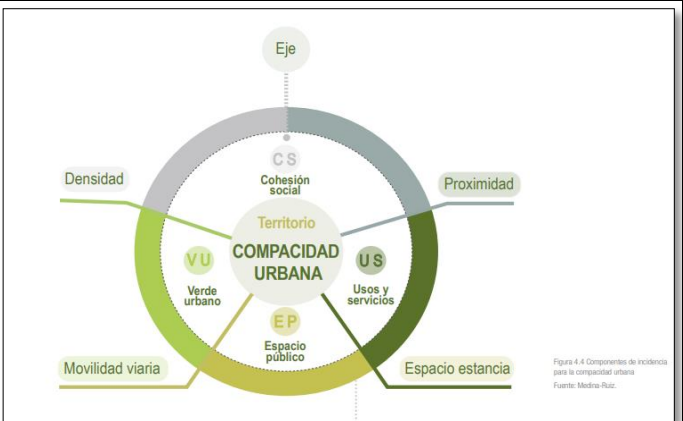 Eje
CS
Cohesión
social
Densidad
Proximidad
Territorio
COMPACIDAD
URBANA
VU
Verde
urbano
US
Usos y
servicios
EP
Espacio
público
Movilidad viaria
Espacio estancia
Figura 4.4 Componentes de incidencia
para la compacidad urbana
Fuente: Medina-Ruiz.